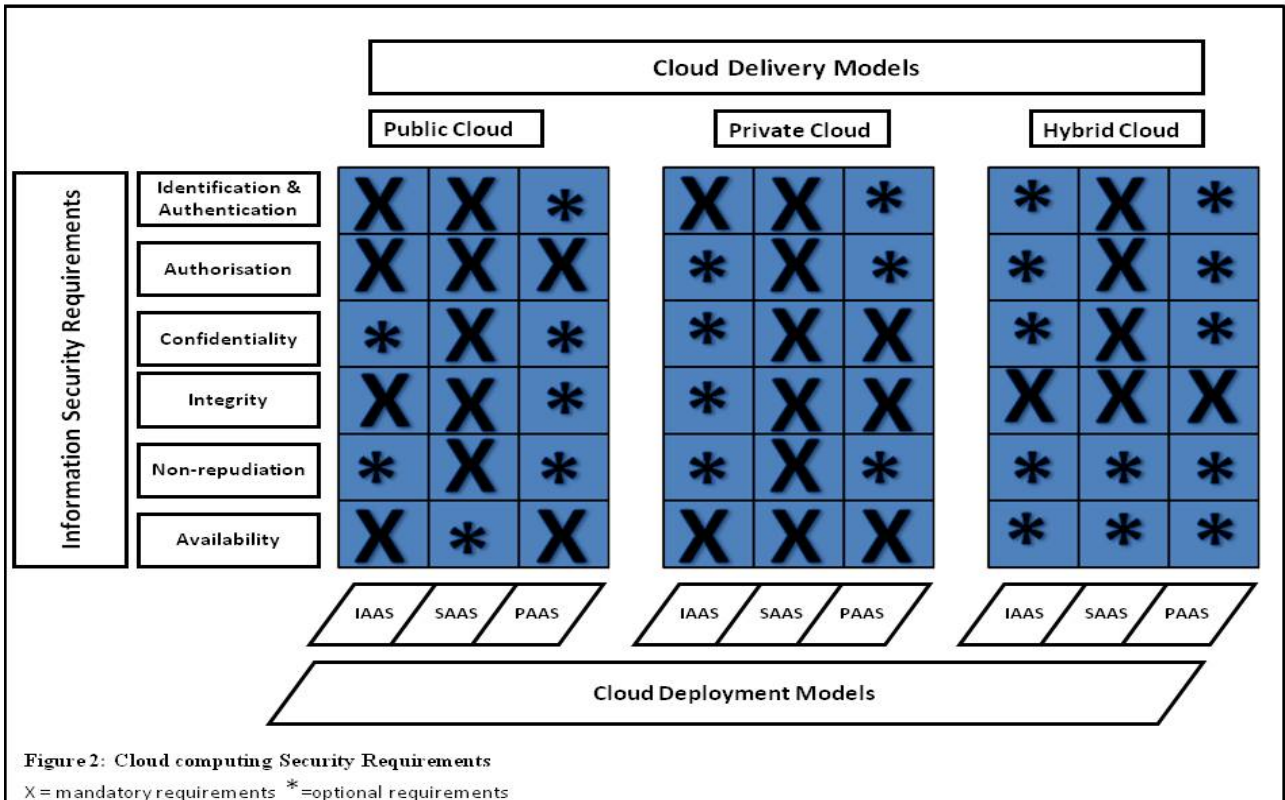 Cloud Delivery Models
Public Cloud
Private Cloud
Hybrid Cloud
Information Security Requirements
Identification &
Authentication
X X * X X * * X *
Authorisation
X X X * X * * X *
Confidentiality
* X * * X X * X *
Integrity
X X * * X X X X X
Non-repudiation
* X * * X * * * *
Availability
X * X X X X * * *
IAAS SAAS PAAS IAAS SAAS PAAS IAAS SAAS PAAS
Cloud Deployment Models
Figure 2: Cloud computing Security Requirements
X = mandatory requirements *=optional requirements